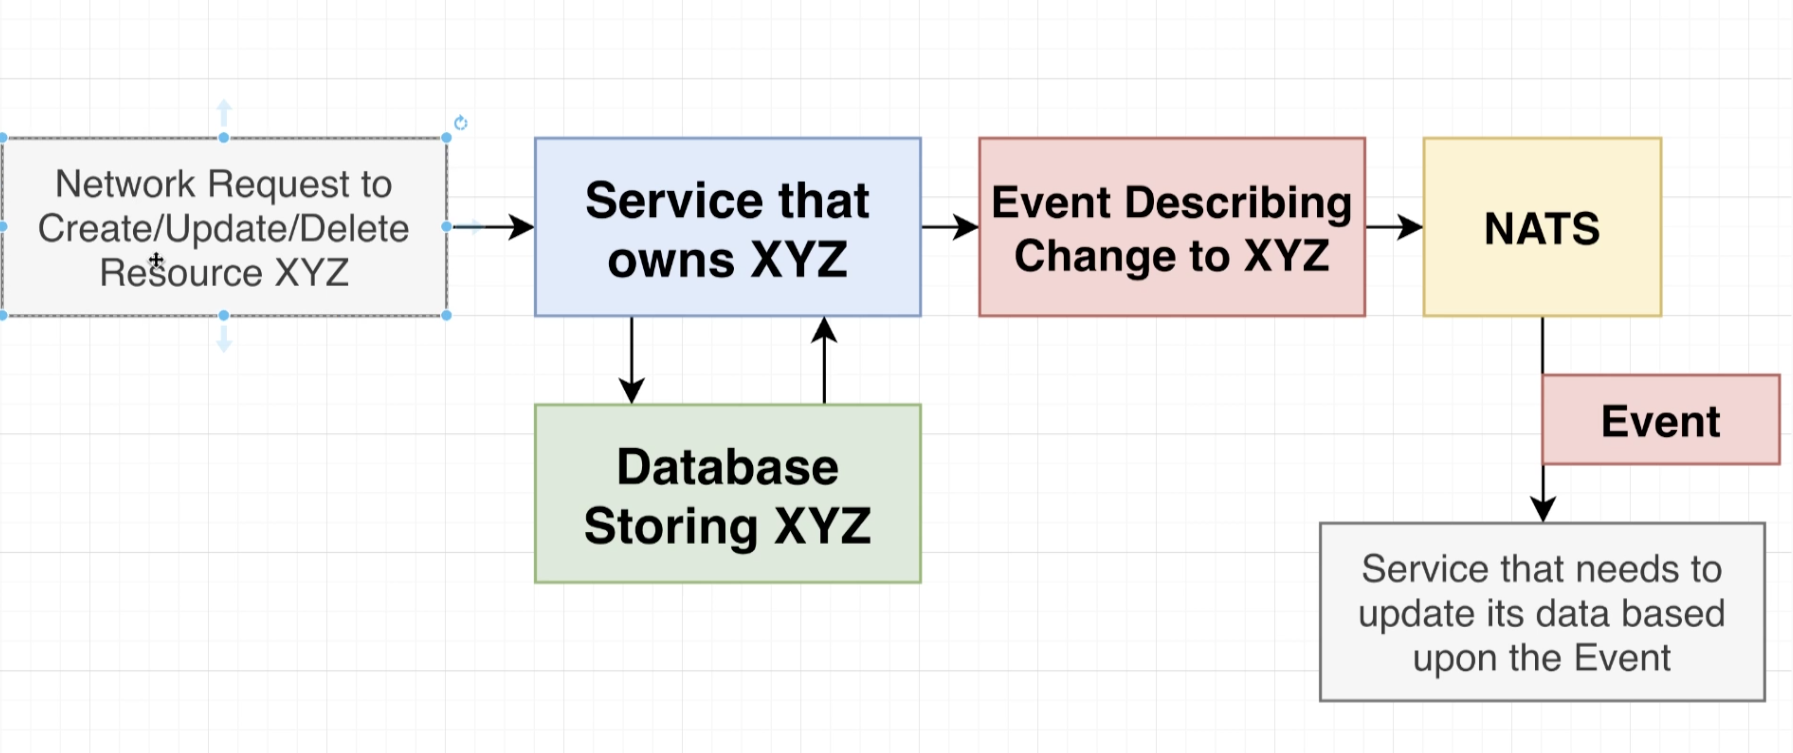 Network Request to
Create/Update/Delete
Resource XYZ
Service that
owns XYZ
Event Describing
Change to XYZ
NATS
Database
Storing XYZ
Event
Service that needs to
update its data based
upon the Event